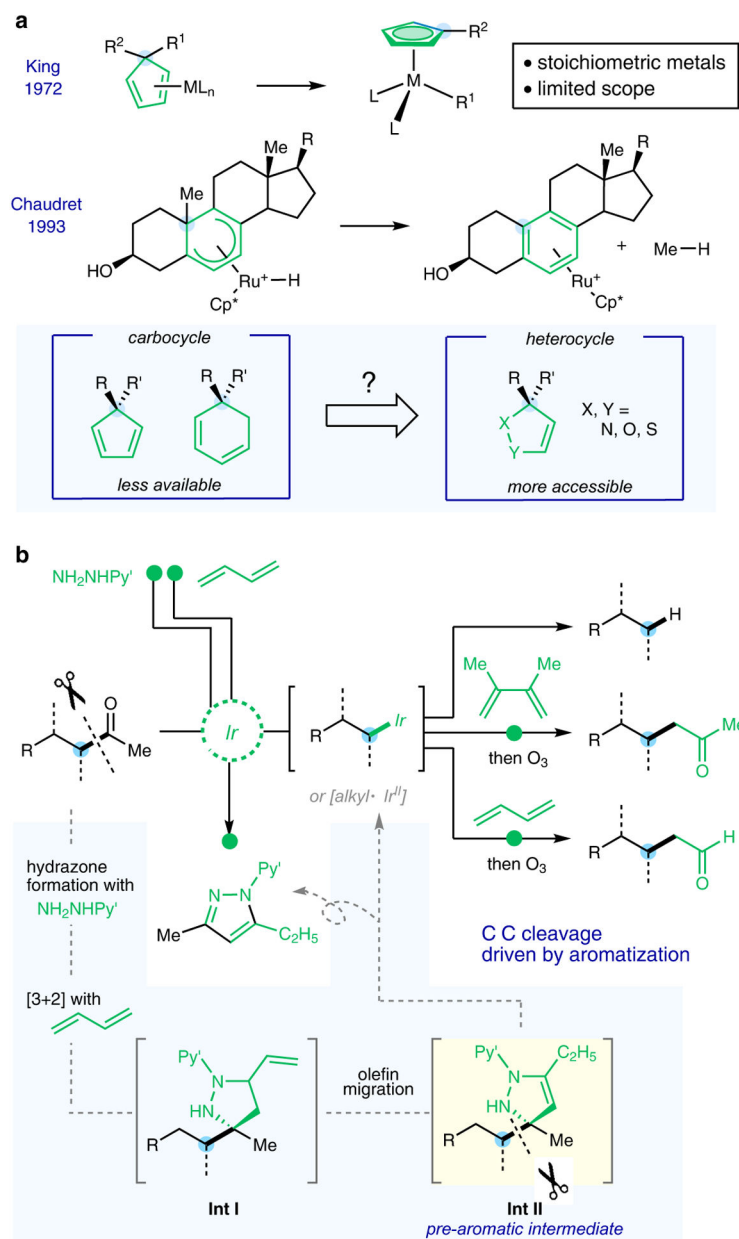 a
King
1972
R² R¹
MLₙ
R²
M
L
R¹
L
• stoichiometric metals
• limited scope
Chaudret
1993
Me
R
Me
HO
Ru⁺ H
Cp*
Me
R
HO
Ru⁺
Cp*
+ Me H
carbocycle
R R'
R R'
less available
?
heterocycle
R R'
X
Y
X, Y =
N, O, S
more accessible
b
NH₂NHPy'
R
O
Me
Ir
R
Ir
or [alkyl• Irᴵᴵ]
R
H
Me Me
then O₃
R
Me
O
then O₃
R
H
O
hydrazone
formation with
NH₂NHPy'
Py'
N N
Me
C₂H₅
C C cleavage
driven by aromatization
[3+2] with
Py'
N
HN
R
Me
Int I
olefin
migration
Py'
C₂H₅
N
HN
R
Me
Int II
pre-aromatic intermediate